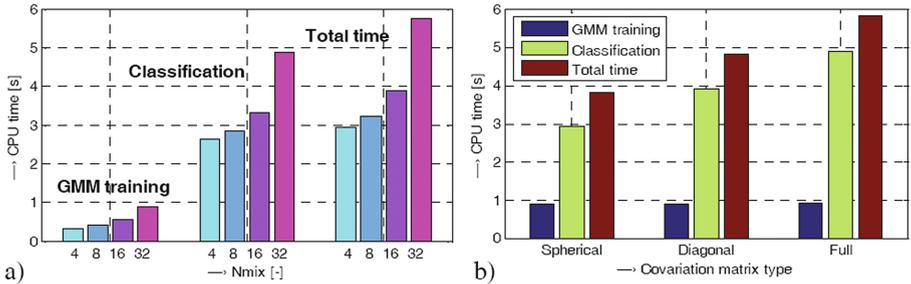 6
5
4
3
2
1
0
—› CPU time [s]
GMM training
Classification
Total time
4 8 16 32 4 8 16 32 4 8 16 32
—› Nmix [-]
a)
6
5
4
3
2
1
0
—› CPU time [s]
GMM training
Classification
Total time
Spherical Diagonal Full
—› Covariation matrix type
b)